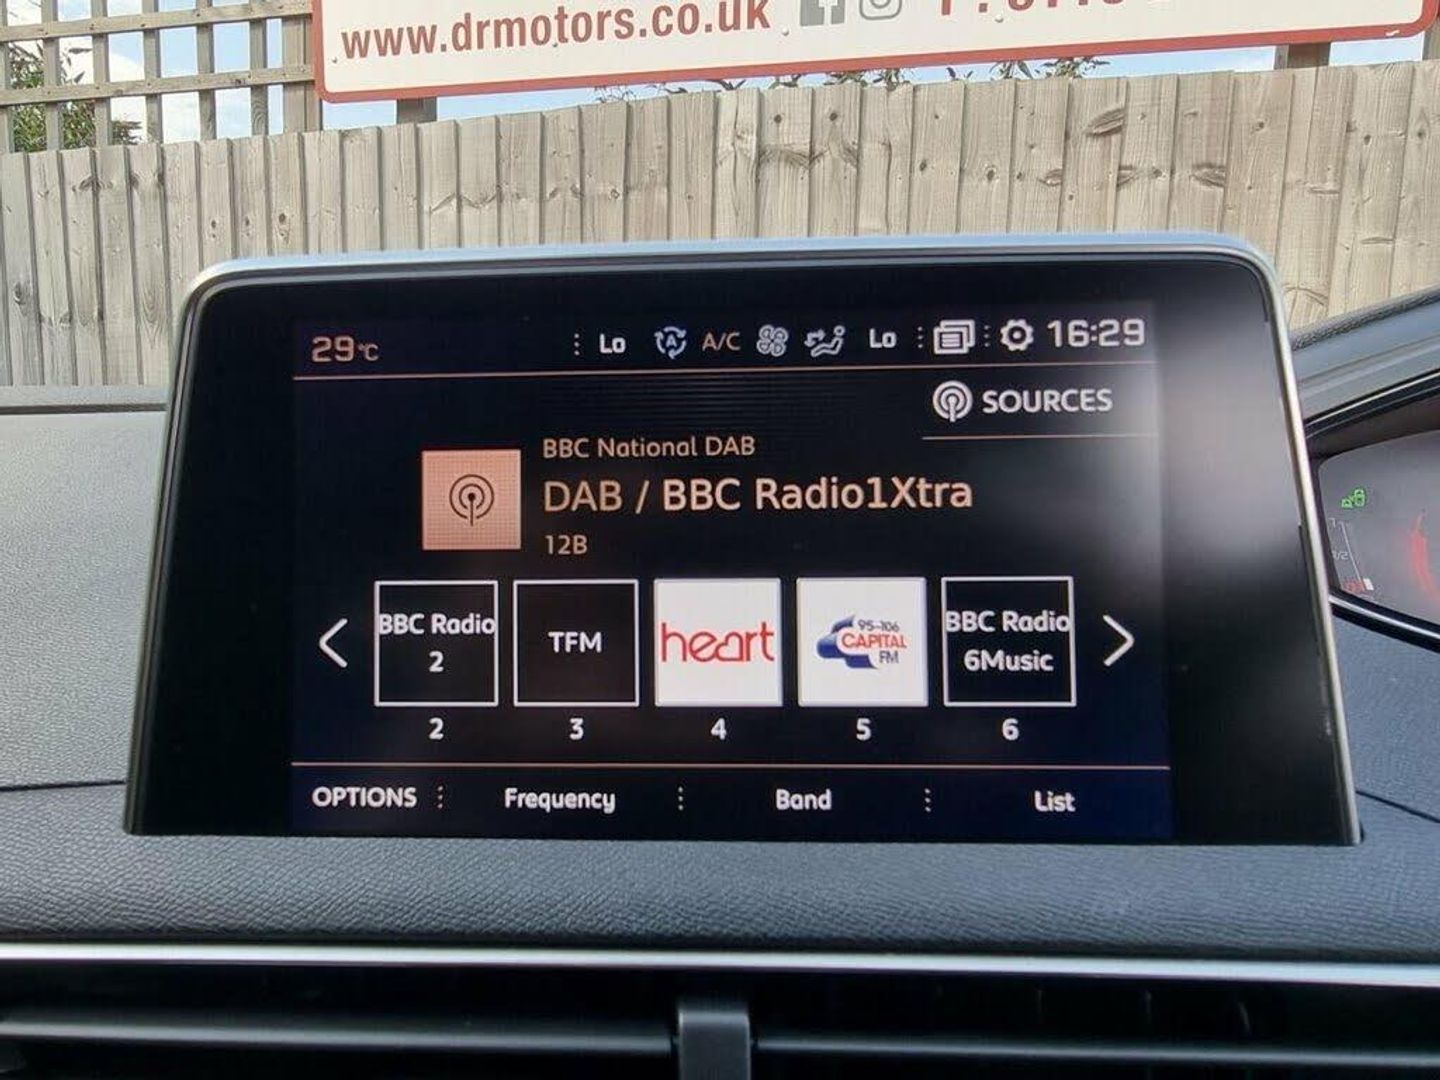 www.drmotors.co.uk
29°C
Lo
A
A/C
Lo
16:29
SOURCES
BBC National DAB
DAB / BBC Radio1Xtra
12B
BBC Radio
2
TFM
heart
95-106
CAPITAL
FM
BBC Radio
6Music
2
3
4
5
6
OPTIONS
Frequency
Band
List